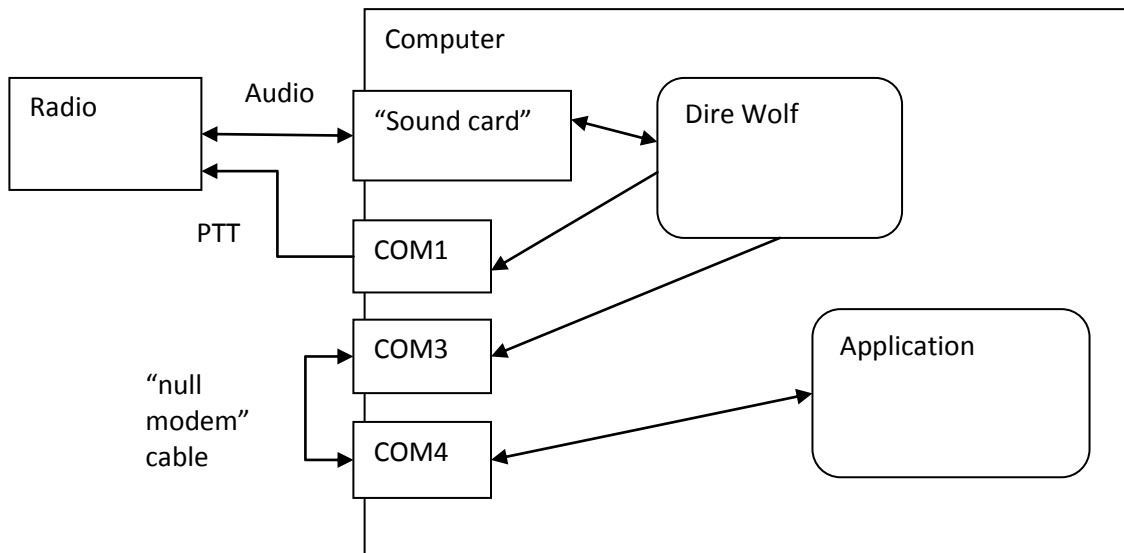 Computer
Radio
Audio
“Sound card”
Dire Wolf
PTT
COM1
COM3
Application
“null
modem”
cable
COM4